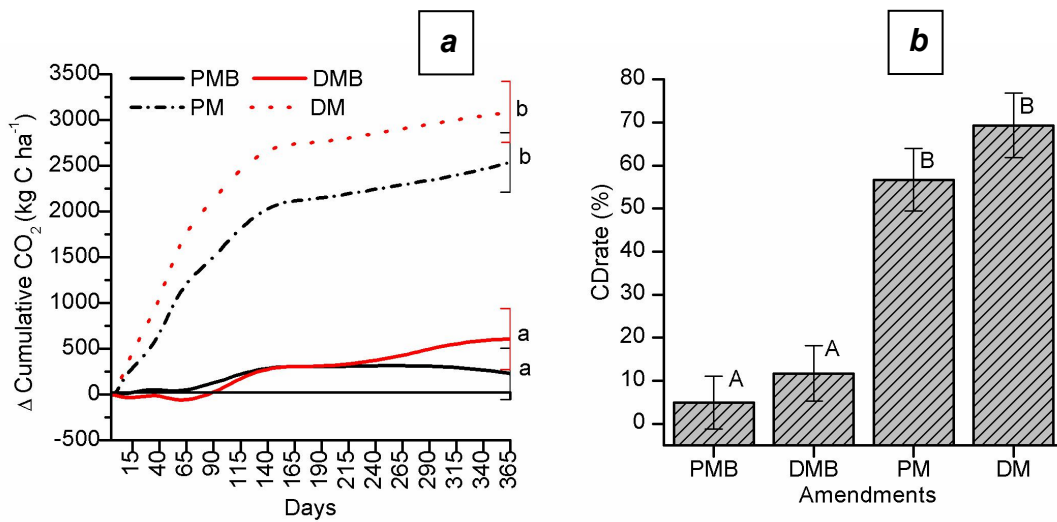 a
3500
3000
2500
2000
1500
1000
500
0
-500
Δ Cumulative CO₂ (kg C ha⁻¹)
PMB DMB
PM DM
b
b
a
a
15 40 65 90 115 140 165 190 215 240 265 290 315 340 365
Days
b
80
70
60
50
40
30
20
10
0
CDrate (%)
A
A
B
B
PMB DMB PM DM
Amendments